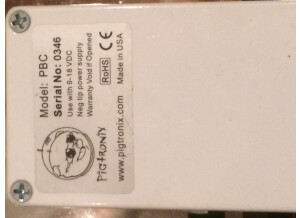 Model: PBC
Serial No: 0346
Use with 9-18 VDC
Neg tip power supply
Warranty Void if Opened
RoHS CE
Made in USA
PIGTRONIX
www.pigtronix.com